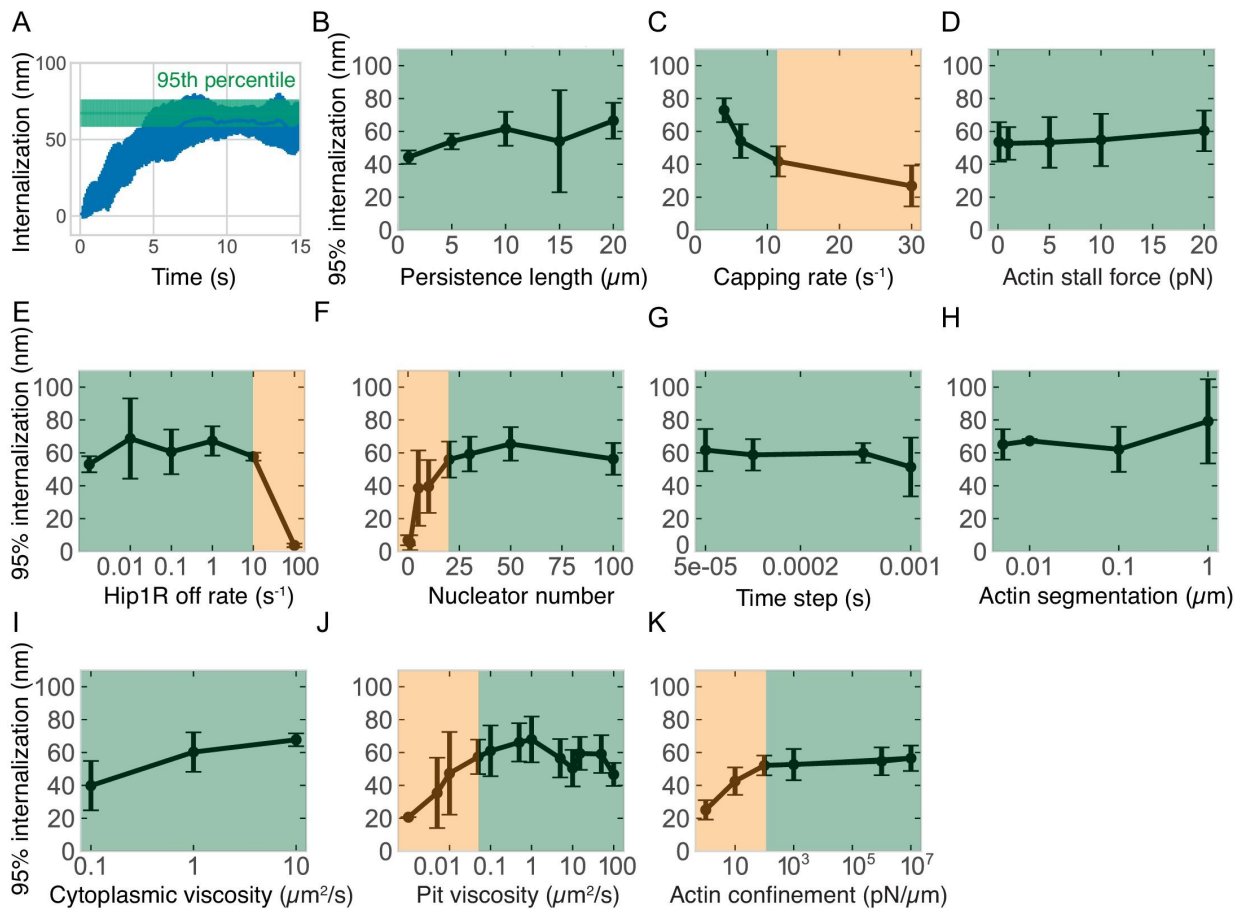 A
B
C
D
100
50
0
0 5 10 15
95th percentile
Internalization (nm)
Time (s)
95% internalization (nm)
100
80
60
40
20
0
0 5 10 15 20
Persistence length (µm)
100
80
60
40
20
0
0 10 20 30
Capping rate (s⁻¹)
100
80
60
40
20
0
0 5 10 15 20
Actin stall force (pN)
E
F
G
H
95% internalization (nm)
100
80
60
40
20
0
0.01 0.1 1 10 100
Hip1R off rate (s⁻¹)
100
80
60
40
20
0
0 25 50 75 100
Nucleator number
100
80
60
40
20
0
5e-05 0.0002 0.001
Time step (s)
100
80
60
40
20
0
0.01 0.1 1
Actin segmentation (µm)
I
J
K
95% internalization (nm)
100
80
60
40
20
0
0.1 1 10
Cytoplasmic viscosity (µm²/s)
100
80
60
40
20
0
0.01 0.1 1 10 100
Pit viscosity (µm²/s)
100
80
60
40
20
0
10 10³ 10⁵ 10⁷
Actin confinement (pN/µm)